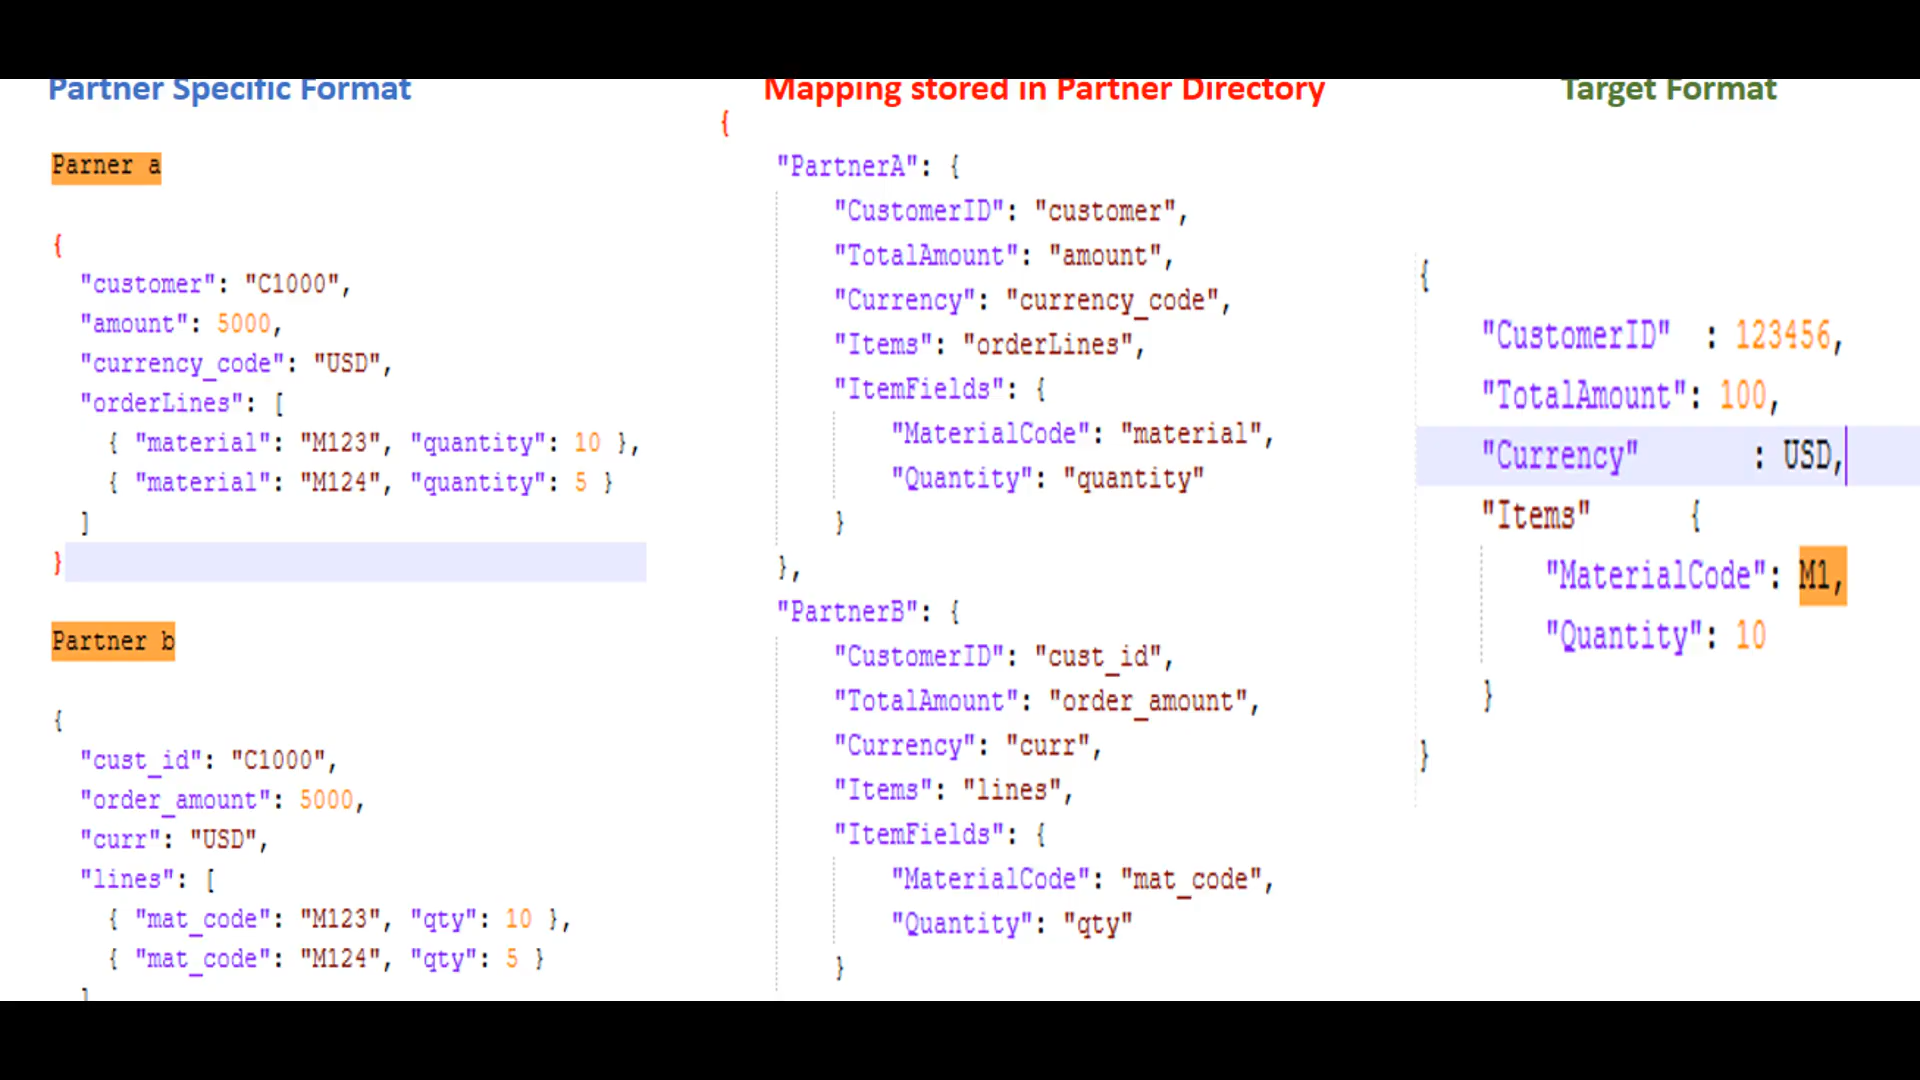 Partner Specific Format
Parner a
{
"customer": "C1000",
"amount": 5000,
"currency_code": "USD",
"orderLines": [
{ "material": "M123", "quantity": 10 },
{ "material": "M124", "quantity": 5 }
]
}
Partner b
{
"cust_id": "C1000",
"order_amount": 5000,
"curr": "USD",
"lines": [
{ "mat_code": "M123", "qty": 10 },
{ "mat_code": "M124", "qty": 5 }
]
Mapping stored in Partner Directory
{
"PartnerA": {
"CustomerID": "customer",
"TotalAmount": "amount",
"Currency": "currency_code",
"Items": "orderLines",
"ItemFields": {
"MaterialCode": "material",
"Quantity": "quantity"
}
},
"PartnerB": {
"CustomerID": "cust_id",
"TotalAmount": "order_amount",
"Currency": "curr",
"Items": "lines",
"ItemFields": {
"MaterialCode": "mat_code",
"Quantity": "qty"
}
Target Format
{
"CustomerID" : 123456,
"TotalAmount": 100,
"Currency" : USD,
"Items" {
"MaterialCode": M1,
"Quantity": 10
}
}